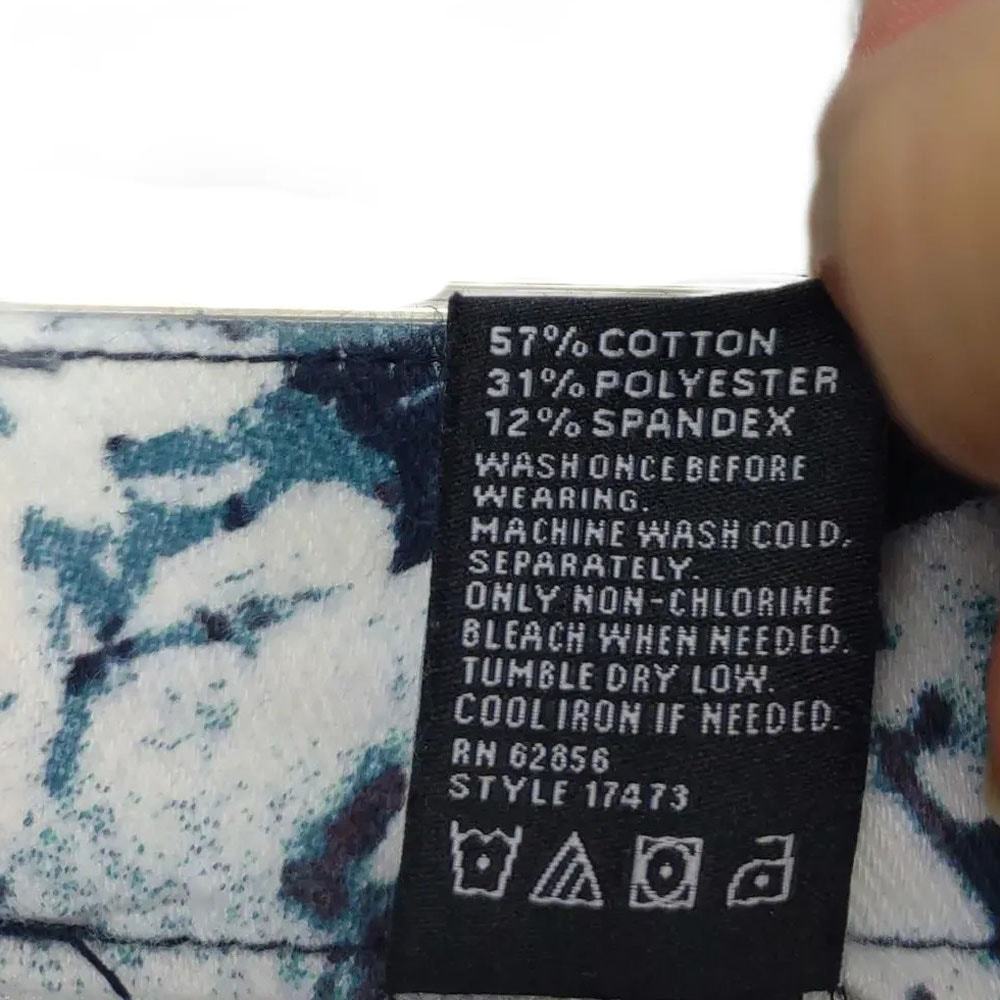 57% COTTON
31% POLYESTER
12% SPANDEX
WASH ONCE BEFORE
WEARING.
MACHINE WASH COLD,
SEPARATELY.
ONLY NON-CHLORINE
BLEACH WHEN NEEDED.
TUMBLE DRY LOW.
COOL IRON IF NEEDED.
RN 62856
STYLE 17473